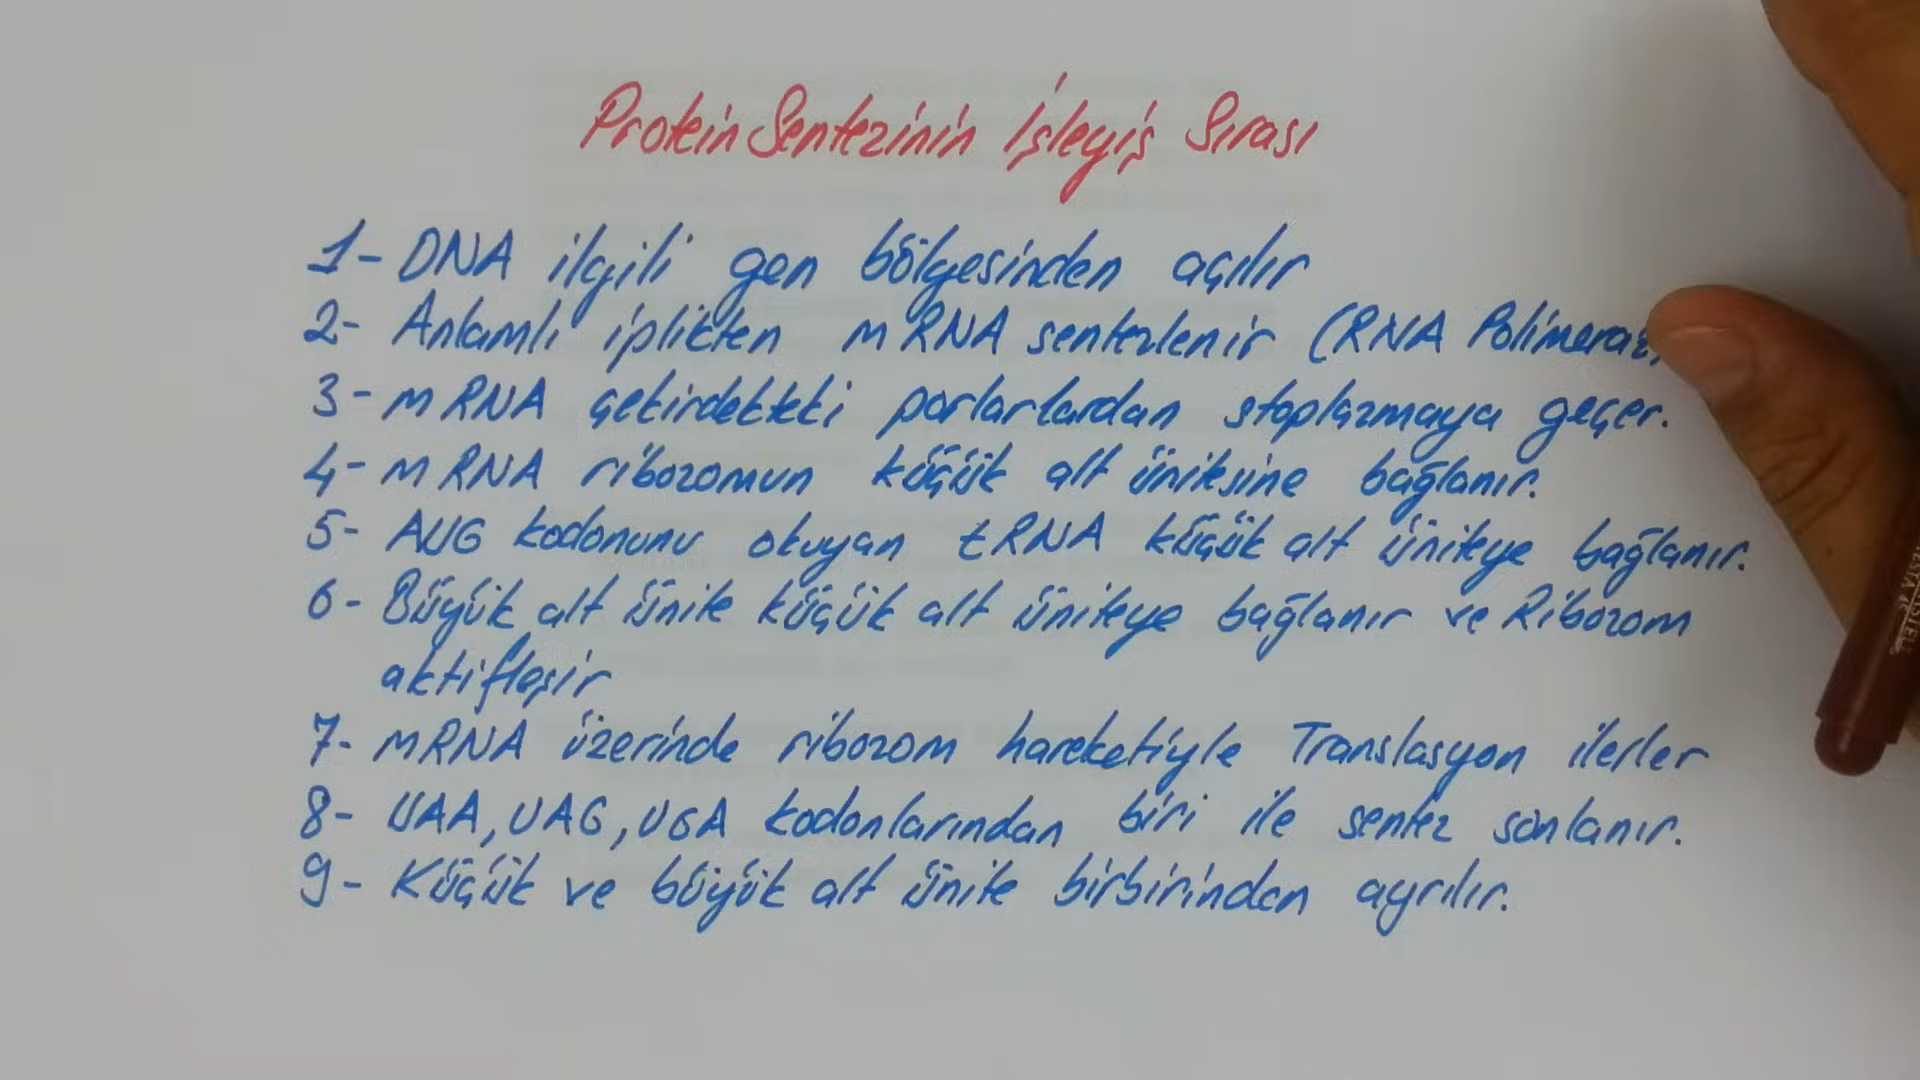 Protein Sentezinin İşleyiş Sırası
1- DNA ilgili gen bölgesinden açılır
2- Anlamlı iplikten mRNA sentezlenir (RNA Polimeraz)
3- mRNA çekirdekteki porlarlardan stoplazmaya geçer.
4- mRNA ribozomun küçük alt üniksine bağlanır.
5- AUG kodonunu okuyan tRNA küçük alt üniteye bağlanır.
6- Büyük alt ünite küçük alt üniteye bağlanır ve Ribozom
aktifleşir
7- mRNA üzerinde ribozom hareketiyle Translasyon ilerler
8- UAA, UAG, UGA kodonlarından biri ile sentez sonlanır.
9- Küçük ve büyük alt ünite birbirinden ayrılır.